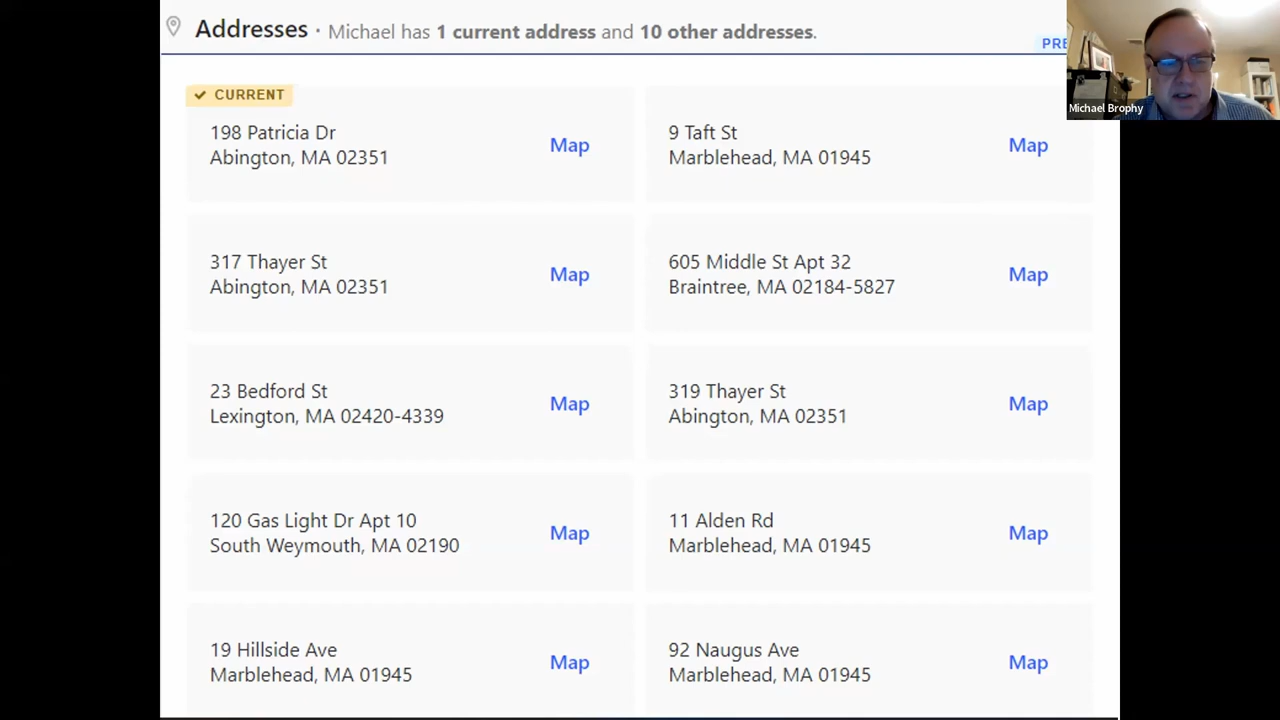 Addresses · Michael has 1 current address and 10 other addresses.
PRE
Michael Brophy
✓ CURRENT
198 Patricia Dr
Abington, MA 02351
Map
9 Taft St
Marblehead, MA 01945
Map
317 Thayer St
Abington, MA 02351
Map
605 Middle St Apt 32
Braintree, MA 02184-5827
Map
23 Bedford St
Lexington, MA 02420-4339
Map
319 Thayer St
Abington, MA 02351
Map
120 Gas Light Dr Apt 10
South Weymouth, MA 02190
Map
11 Alden Rd
Marblehead, MA 01945
Map
19 Hillside Ave
Marblehead, MA 01945
Map
92 Naugus Ave
Marblehead, MA 01945
Map